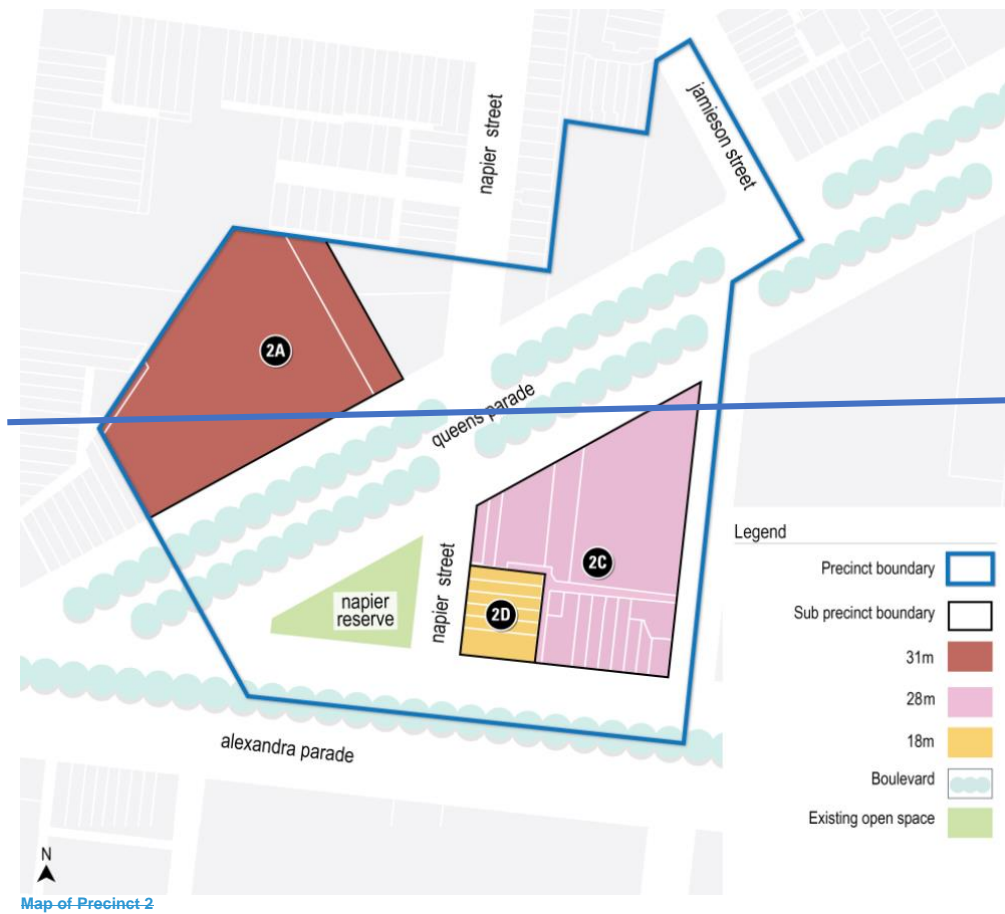 jamieson street
napier street
2A
queens parade
2C
napier street
2D
napier
reserve
alexandra parade
N
Legend
Precinct boundary
Sub precinct boundary
31m
28m
18m
Boulevard
Existing open space
Map of Precinct 2